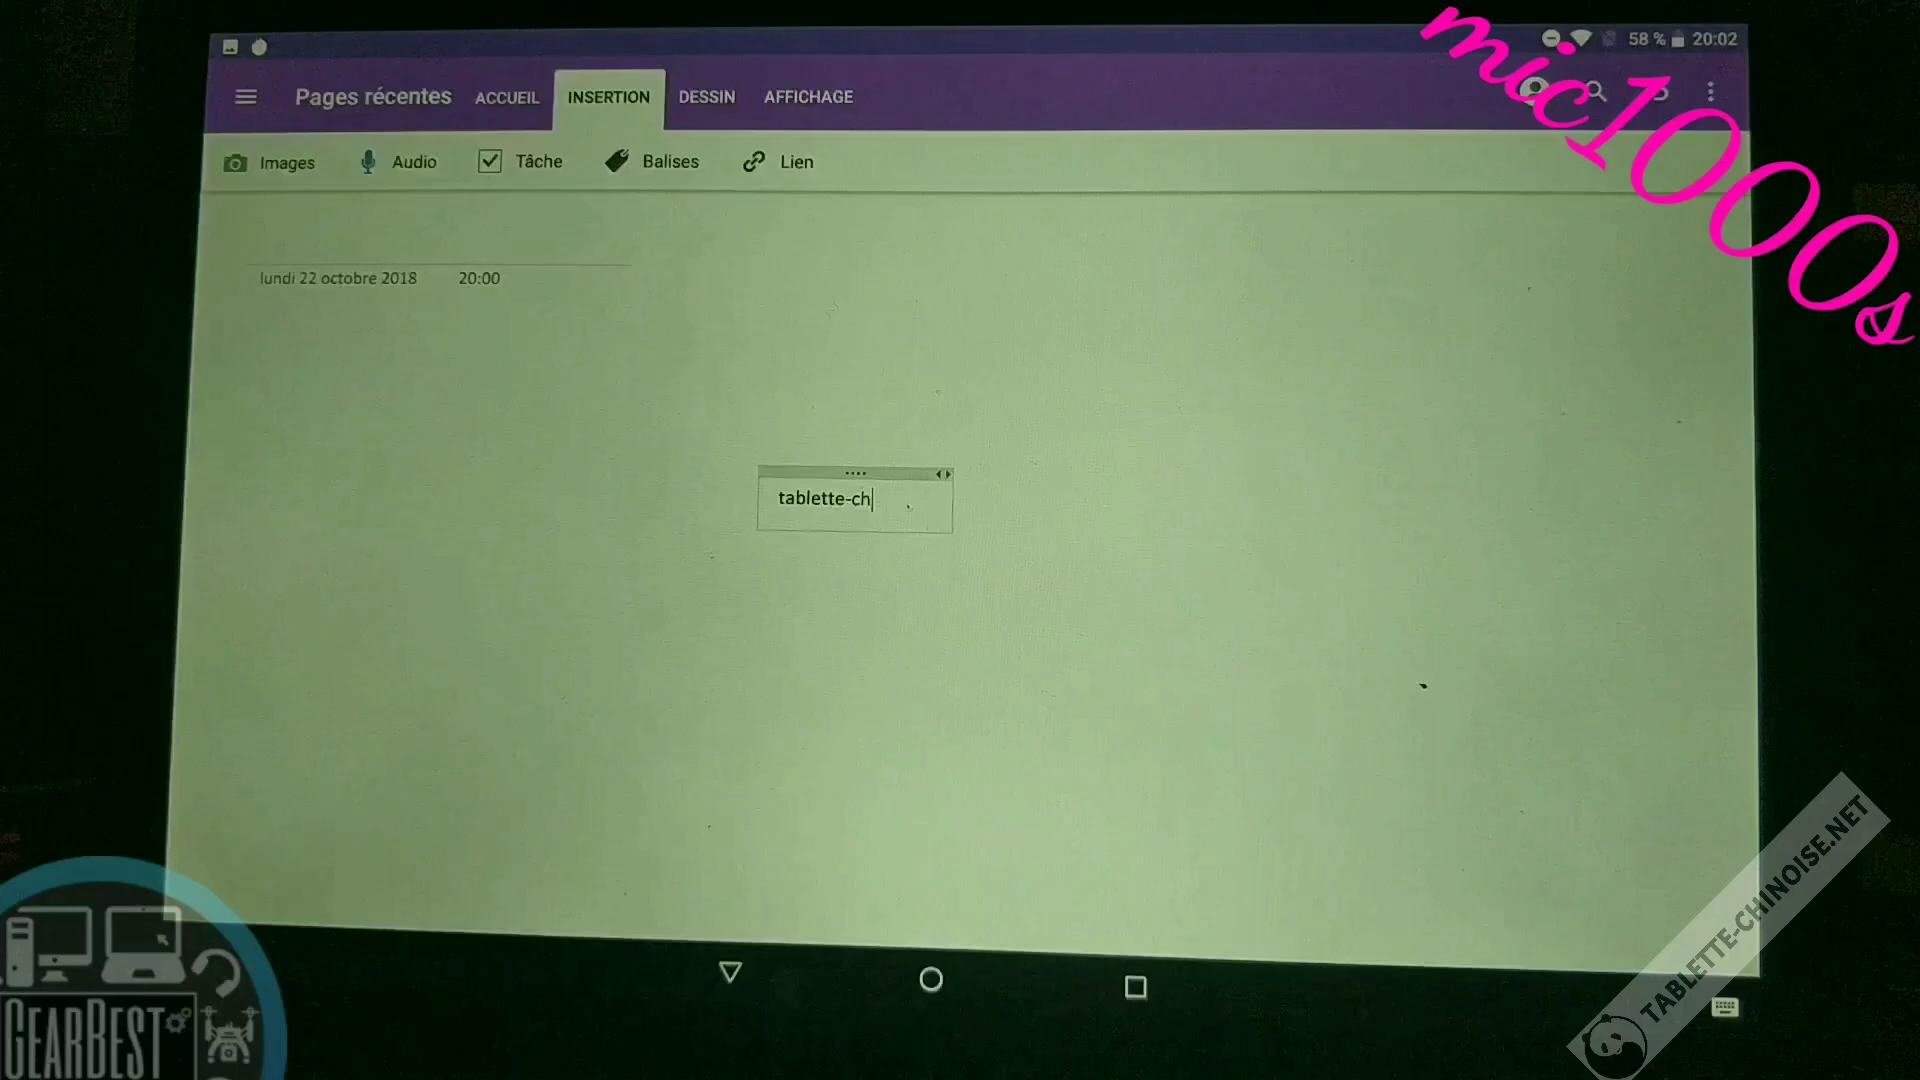 58 % 20:02
Pages récentes ACCUEIL INSERTION DESSIN AFFICHAGE
Images Audio Tâche Balises Lien
lundi 22 octobre 2018 20:00
tablette-ch
mic1000s
TABLETTE-CHINOISE.NET
GEARBEST